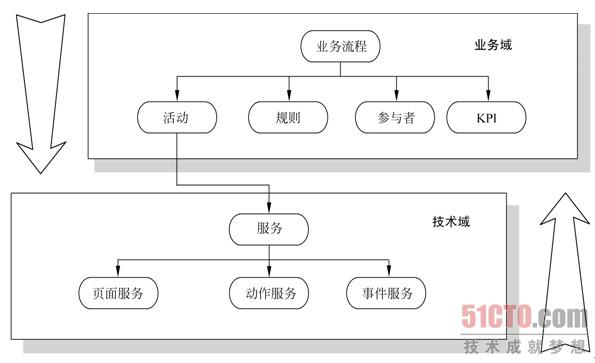 业务流程
业务域
活动
规则
参与者
KPI
技术域
服务
页面服务
动作服务
事件服务
51CTO.com
技术成就梦想